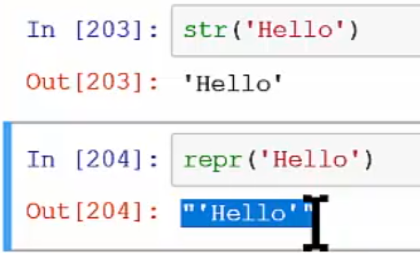 In [203]: str('Hello')
Out[203]: 'Hello'
In [204]: repr('Hello')
Out[204]: "'Hello'"